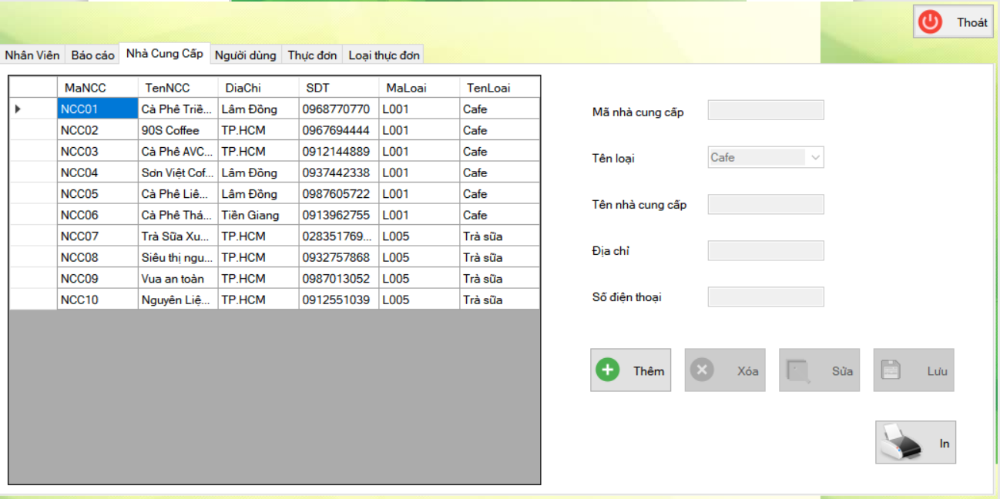 Thoát
Nhân Viên Báo cáo Nhà Cung Cấp Người dùng Thực đơn Loại thực đơn
MaNCC TenNCC DiaChi SDT MaLoai TenLoai
NCC01 Cà Phê Triề... Lâm Đồng 0968770770 L001 Cafe
NCC02 90S Coffee TP.HCM 0967694444 L001 Cafe
NCC03 Cà Phê AVC... TP.HCM 0912144889 L001 Cafe
NCC04 Sơn Việt Cof... Lâm Đồng 0937442338 L001 Cafe
NCC05 Cà Phê Liê... Lâm Đồng 0987605722 L001 Cafe
NCC06 Cà Phê Thá... Tiền Giang 0913962755 L001 Cafe
NCC07 Trà Sữa Xu... TP.HCM 028351769... L005 Trà sữa
NCC08 Siêu thị ngu... TP.HCM 0932757868 L005 Trà sữa
NCC09 Vua an toàn TP.HCM 0987013052 L005 Trà sữa
NCC10 Nguyên Liệ... TP.HCM 0912551039 L005 Trà sữa
Mã nhà cung cấp
Tên loại Cafe
Tên nhà cung cấp
Địa chỉ
Số điện thoại
Thêm Xóa Sửa Lưu
In